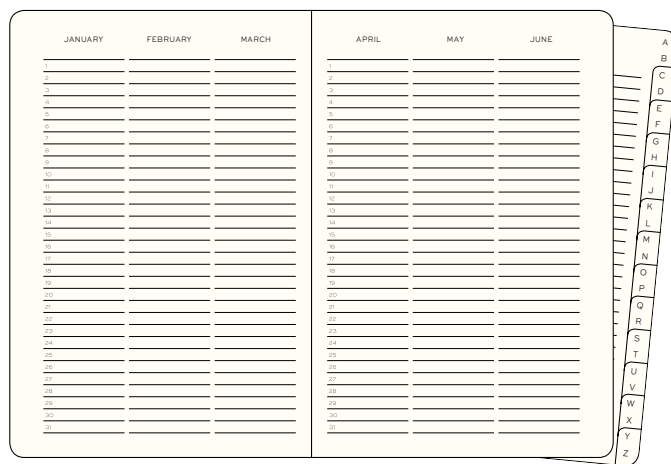 JANUARY FEBRUARY MARCH
1
2
3
4
5
6
7
8
9
10
11
12
13
14
15
16
17
18
19
20
21
22
23
24
25
26
27
28
29
30
31
APRIL MAY JUNE
1
2
3
4
5
6
7
8
9
10
11
12
13
14
15
16
17
18
19
20
21
22
23
24
25
26
27
28
29
30
31
A
B
C
D
E
F
G
H
I
J
K
L
M
N
O
P
Q
R
S
T
U
V
W
X
Y
Z